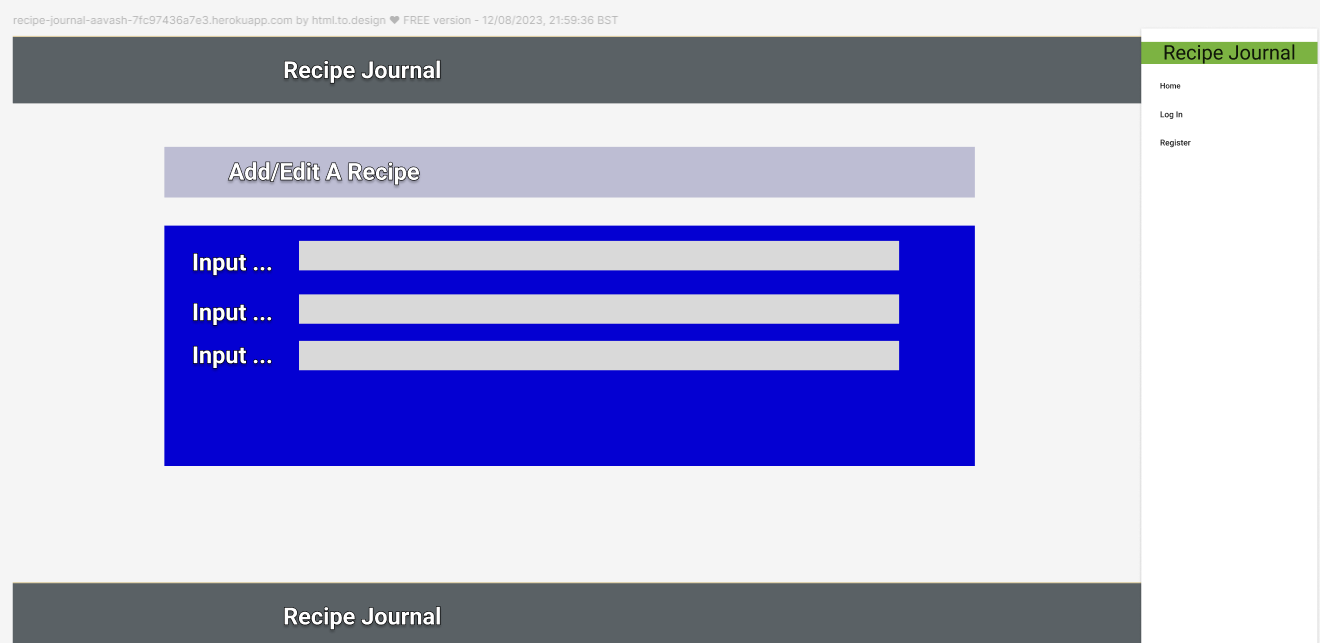 recipe-journal-aavash-7fc97436a7e3.herokuapp.com by html.to.design ❤ FREE version - 12/08/2023, 21:59:36 BST
Recipe Journal
Recipe Journal
Home
Log In
Register
Add/Edit A Recipe
Input ...
Input ...
Input ...
Recipe Journal